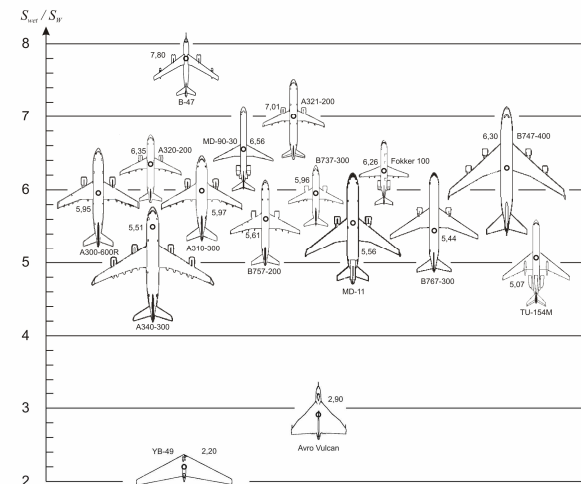 S_wet / S_W
8
7,80
B-47
7
7,01
A321-200
MD-90-30
6,56
6,35
A320-200
6,30
B747-400
B737-300
5,96
6,26
Fokker 100
6
5,95
A300-600R
5,97
A310-300
5,51
A340-300
5,61
B757-200
5,56
MD-11
5,44
B767-300
5
5,07
TU-154M
4
3
2,90
Avro Vulcan
YB-49
2,20
2